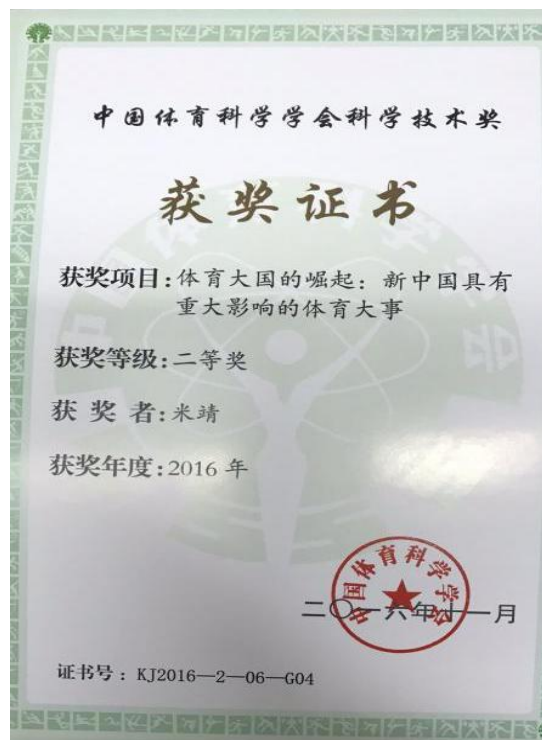 中国体育科学学会科学技术奖
获奖证书
获奖项目:体育大国的崛起:新中国具有
重大影响的体育大事
获奖等级:二等奖
获 奖 者:米靖
获奖年度:2016 年
中国体育科学学会
二〇一六年十一月
证书号:KJ2016—2—06—G04